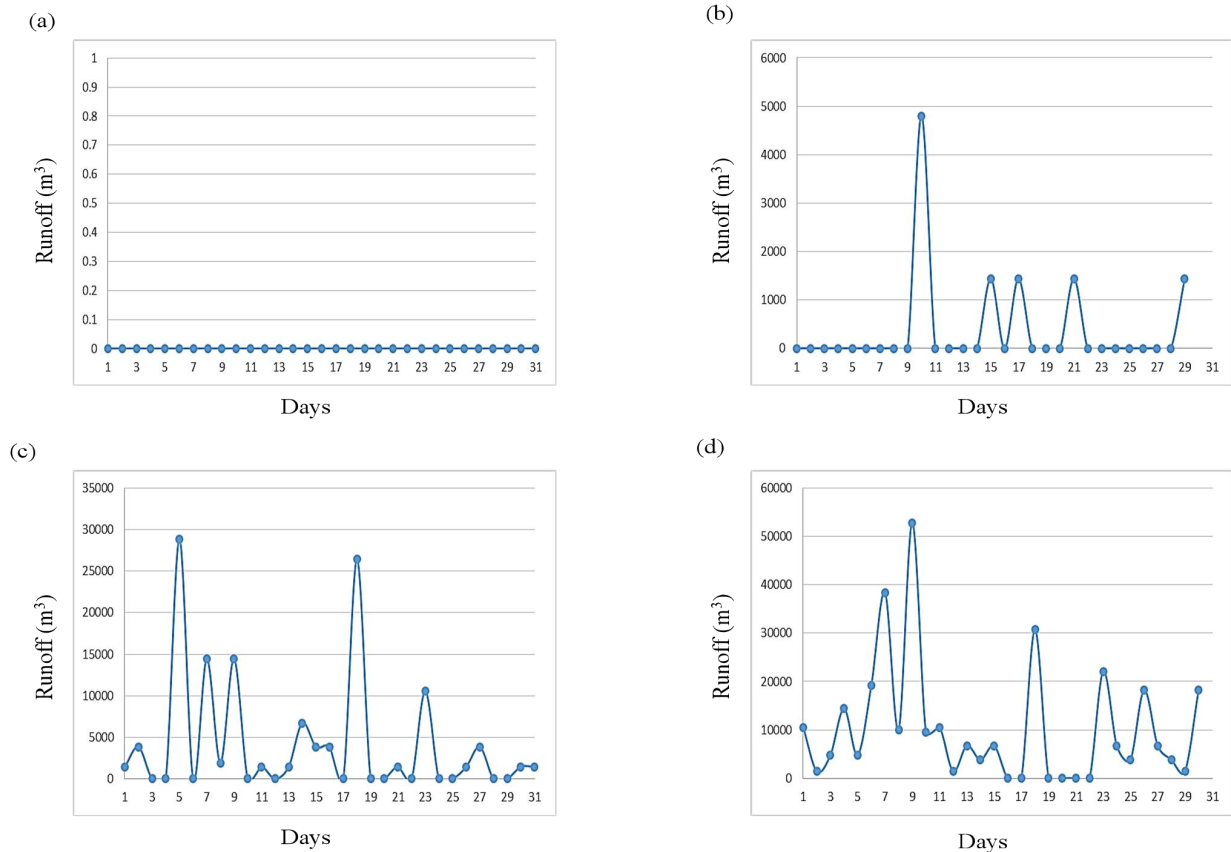 (a)
1
0.9
0.8
0.7
0.6
0.5
0.4
0.3
0.2
0.1
0
1 3 5 7 9 11 13 15 17 19 21 23 25 27 29 31
Runoff (m³)
Days
(b)
6000
5000
4000
3000
2000
1000
0
1 3 5 7 9 11 13 15 17 19 21 23 25 27 29 31
Runoff (m³)
Days
(c)
35000
30000
25000
20000
15000
10000
5000
0
1 3 5 7 9 11 13 15 17 19 21 23 25 27 29 31
Runoff (m³)
Days
(d)
60000
50000
40000
30000
20000
10000
0
1 3 5 7 9 11 13 15 17 19 21 23 25 27 29 31
Runoff (m³)
Days